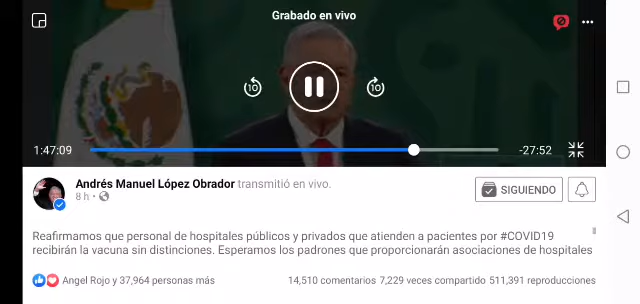 Grabado en vivo
10
10
1:47:09
-27:52
Andrés Manuel López Obrador transmitió en vivo.
8 h ·
SIGUIENDO
Reafirmamos que personal de hospitales públicos y privados que atienden a pacientes por #COVID19
recibirán la vacuna sin distinciones. Esperamos los padrones que proporcionarán asociaciones de hospitales
Angel Rojo y 37,964 personas más
14,510 comentarios 7,229 veces compartido 511,391 reproducciones